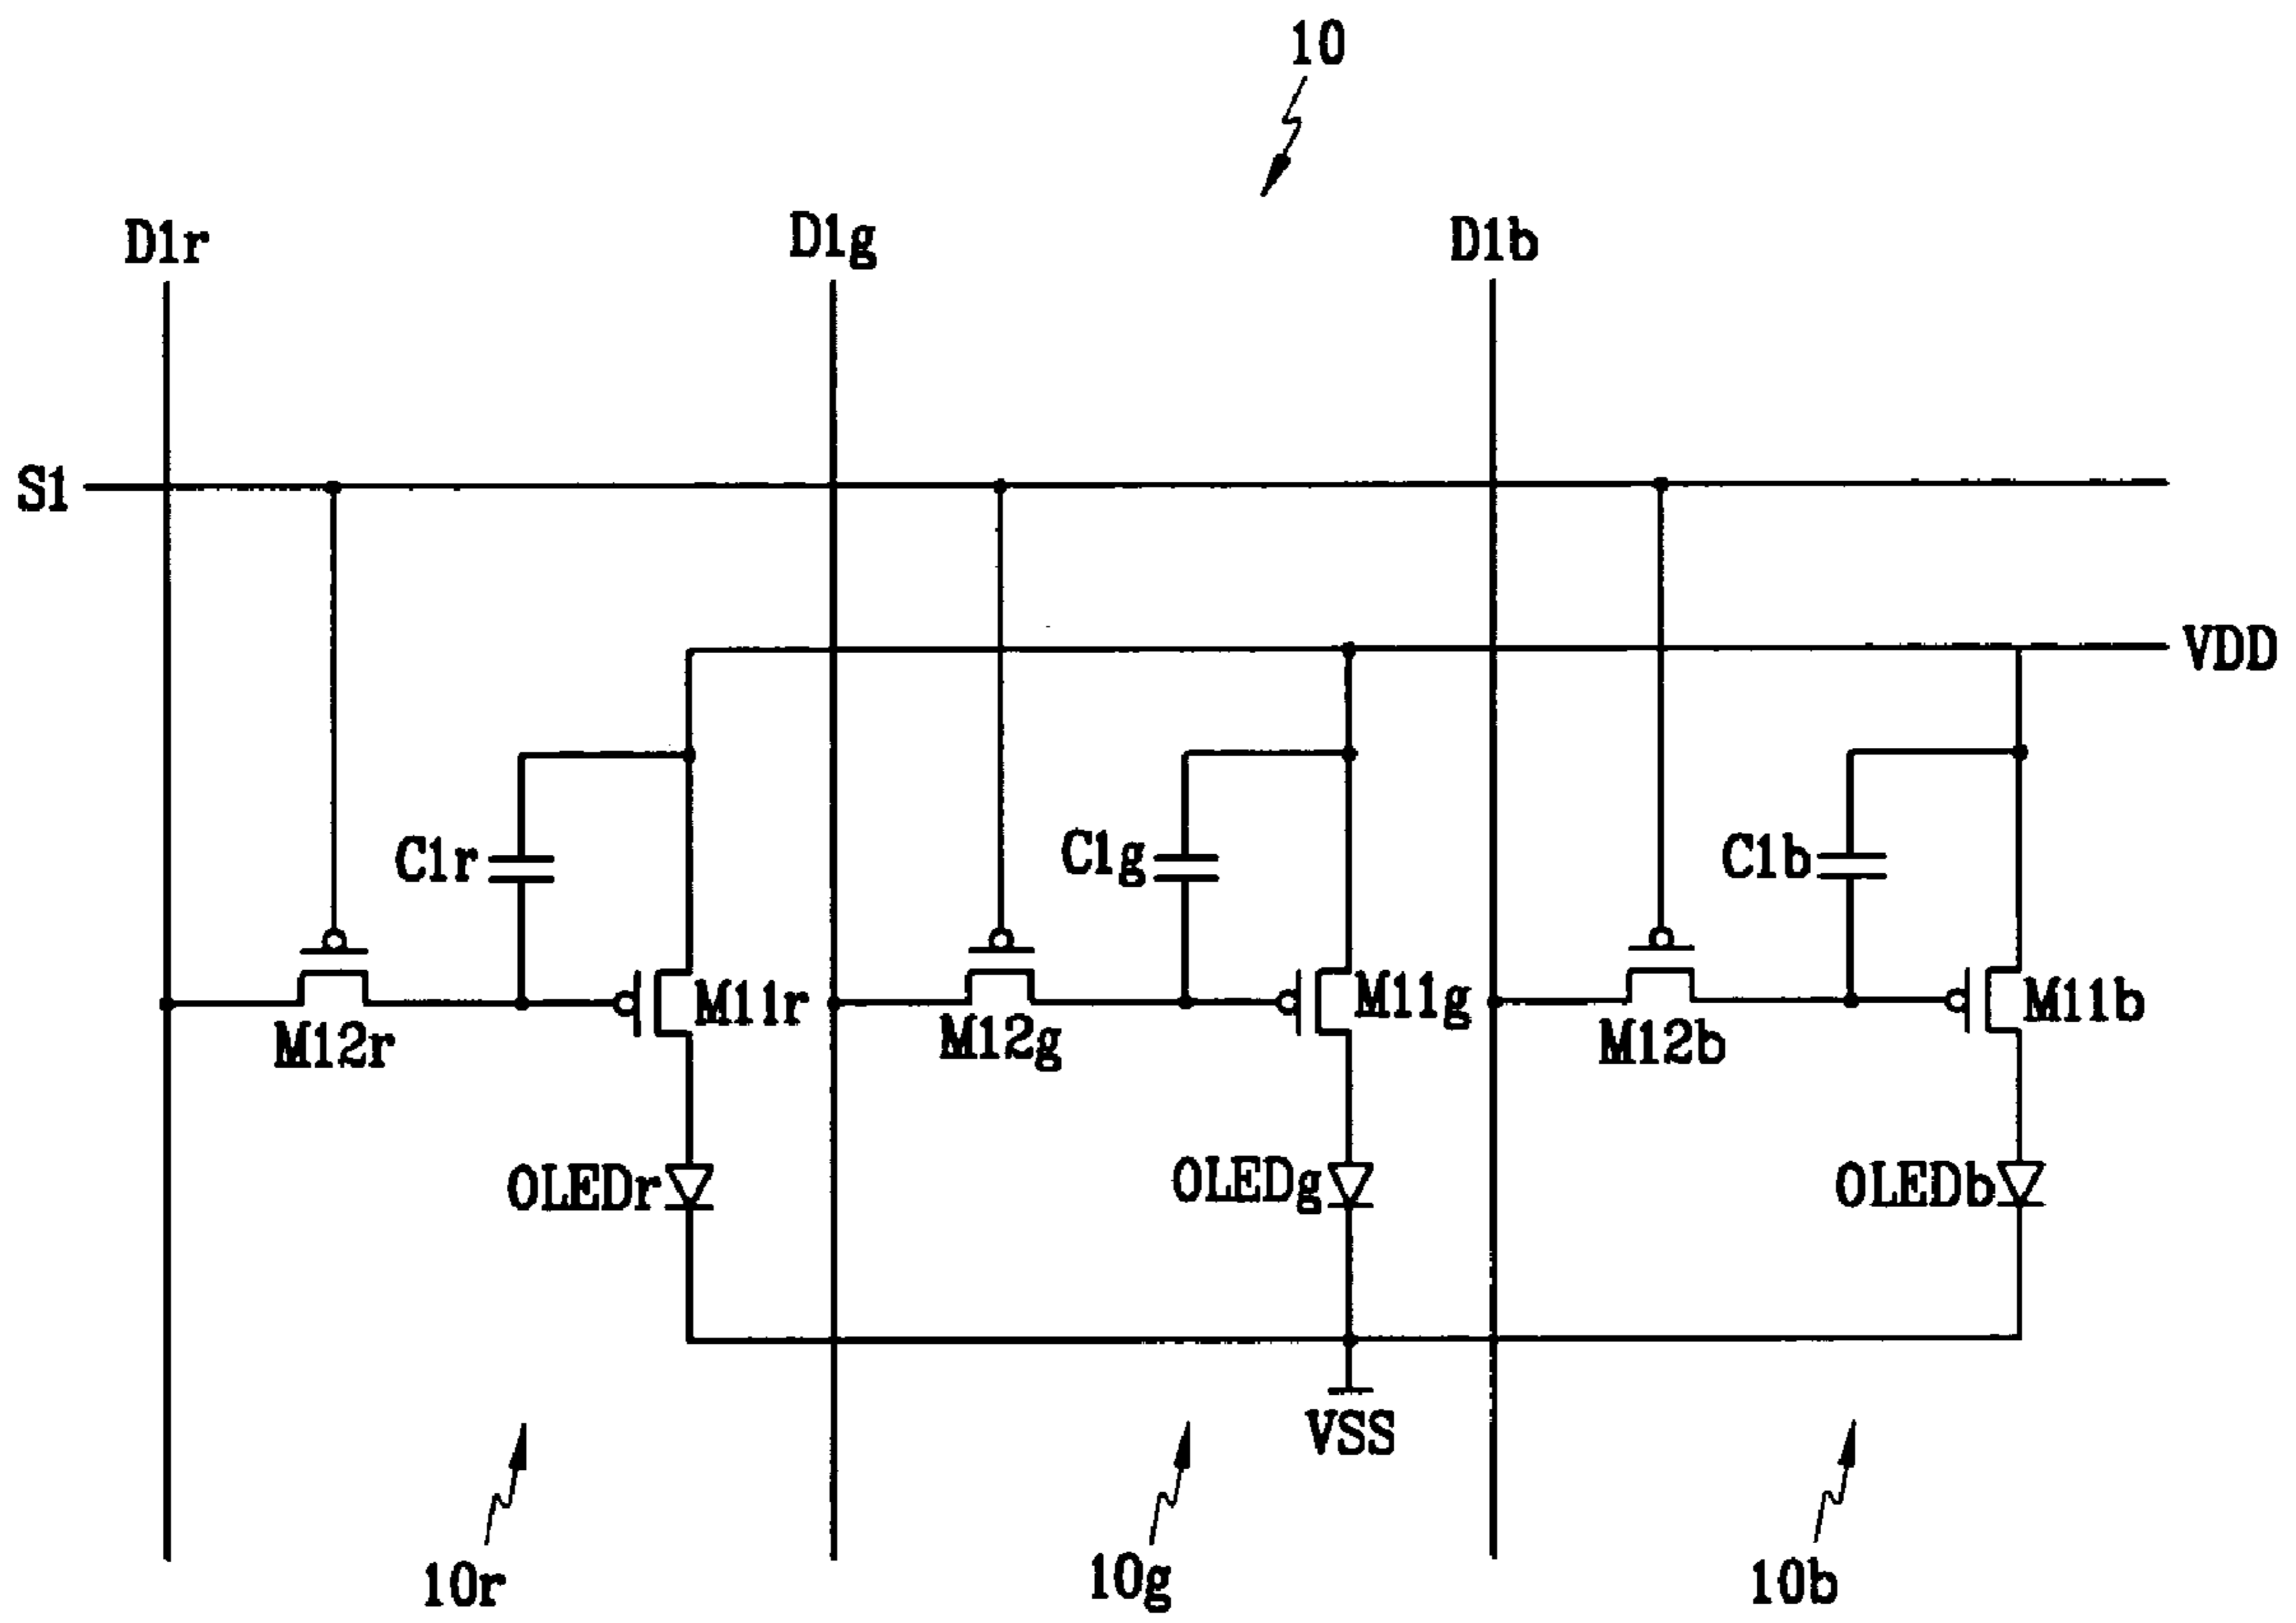 10
D1r
D1g
D1b
S1
VDD
C1r
C1g
C1b
M11r
M11g
M11b
M12r
M12g
M12b
OLEDr
OLEDg
OLEDb
VSS
10r
10g
10b